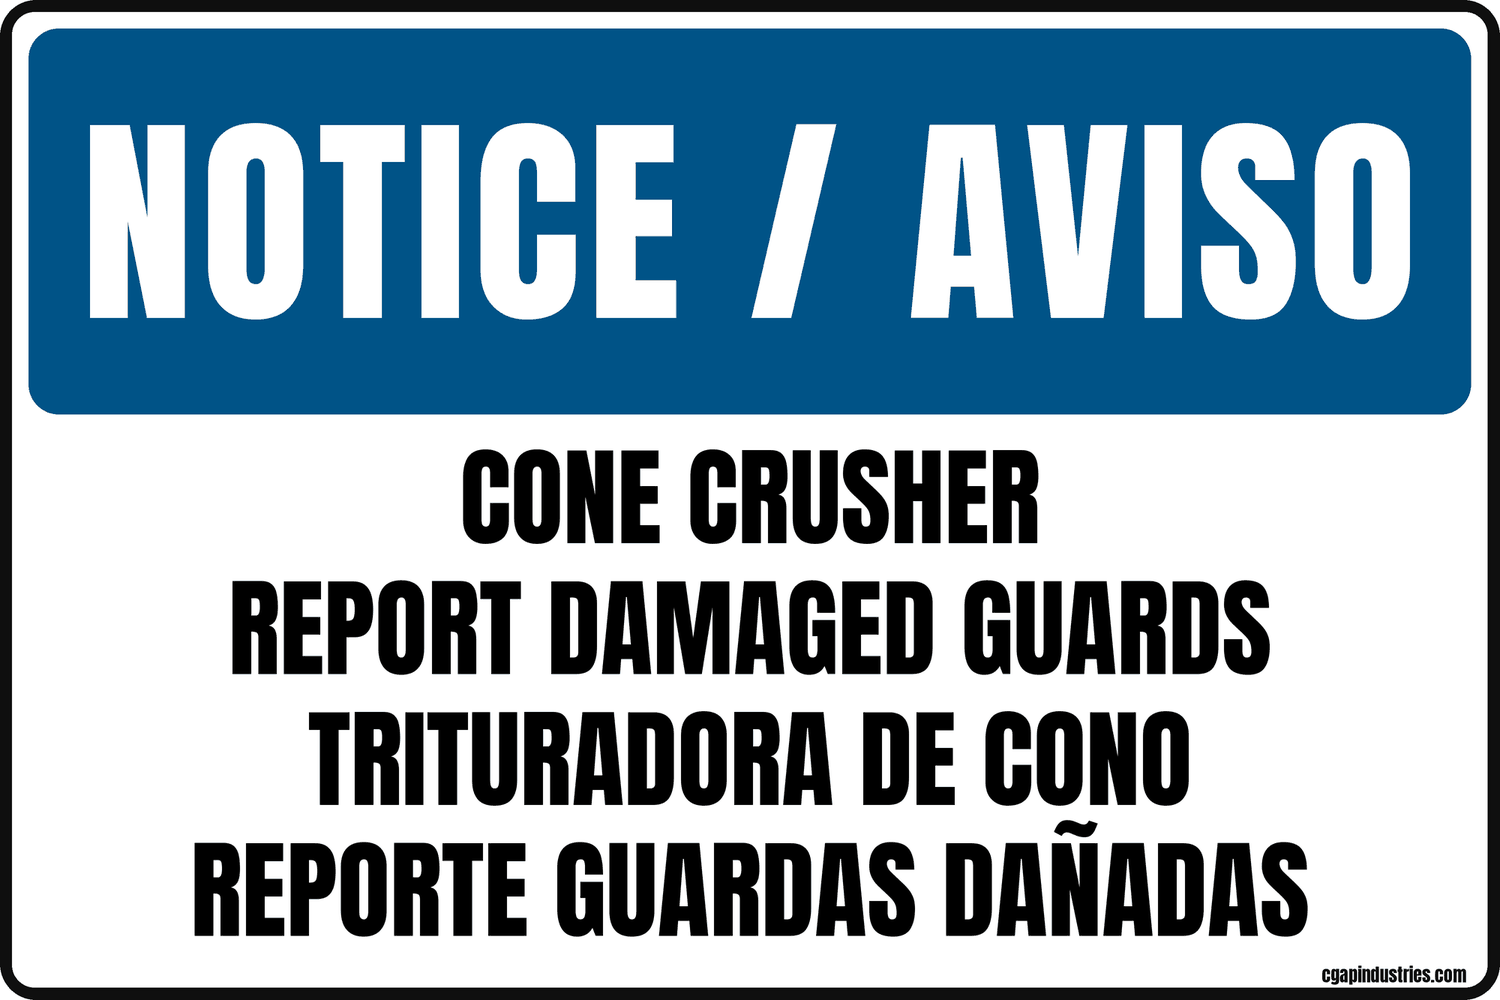 NOTICE / AVISO
CONE CRUSHER
REPORT DAMAGED GUARDS
TRITURADORA DE CONO
REPORTE GUARDAS DAÑADAS
cgapindustries.com